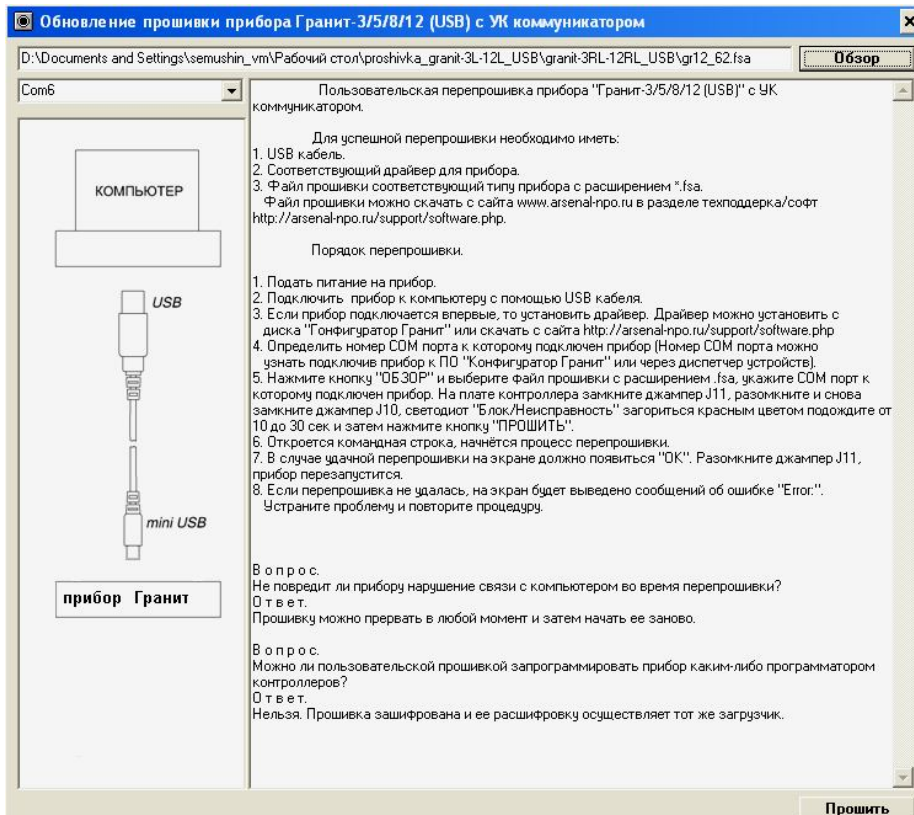 Обновление прошивки прибора Гранит-3/5/8/12 (USB) с УК коммуникатором
D:\Documents and Settings\semushin_vm\Рабочий стол\proshivka_granit-3L-12L_USB\granit-3RL-12RL_USB\gr12_62.fsa
Обзор
Com6
КОМПЬЮТЕР
USB
mini USB
прибор Гранит
Пользовательская перепрошивка прибора "Гранит-3/5/8/12 (USB)" с УК
коммуникатором.
Для успешной перепрошивки необходимо иметь:
1. USB кабель.
2. Соответствующий драйвер для прибора.
3. Файл прошивки соответствующий типу прибора с расширением *.fsa.
Файл прошивки можно скачать с сайта www.arsenal-npo.ru в разделе техподдерка/софт
http://arsenal-npo.ru/support/software.php.
Порядок перепрошивки.
1. Подать питание на прибор.
2. Подключить прибор к компьютеру с помощью USB кабеля.
3. Если прибор подключается впервые, то установить драйвер. Драйвер можно установить с
диска "Гонфигуратор Гранит" или скачать с сайта http://arsenal-npo.ru/support/software.php
4. Определить номер COM порта к которому подключен прибор (Номер COM порта можно
узнать подключив прибор к ПО "Конфигуратор Гранит" или через диспетчер устройств).
5. Нажмите кнопку "ОБЗОР" и выберите файл прошивки с расширением .fsa, укажите COM порт к
которому подключен прибор. На плате контроллера замкните джампер J11, разомкните и снова
замкните джампер J10, светодиот "Блок/Неисправность" загориться красным цветом подождите от
10 до 30 сек и затем нажмите кнопку "ПРОШИТЬ".
6. Откроется командная строка, начнётся процесс перепрошивки.
7. В случае удачной перепрошивки на экране должно появиться "ОК". Разомкните джампер J11,
прибор перезапустится.
8. Если перепрошивка не удалась, на экран будет выведено сообщений об ошибке "Error:".
Устраните проблему и повторите процедуру.
В о п р о с.
Не повредит ли прибору нарушение связи с компьютером во время перепрошивки?
О т в е т.
Прошивку можно прервать в любой момент и затем начать ее заново.
В о п р о с.
Можно ли пользовательской прошивкой запрограммировать прибор каким-либо программатором
контроллеров?
О т в е т.
Нельзя. Прошивка зашифрована и ее расшифровку осуществляет тот же загрузчик.
Прошить